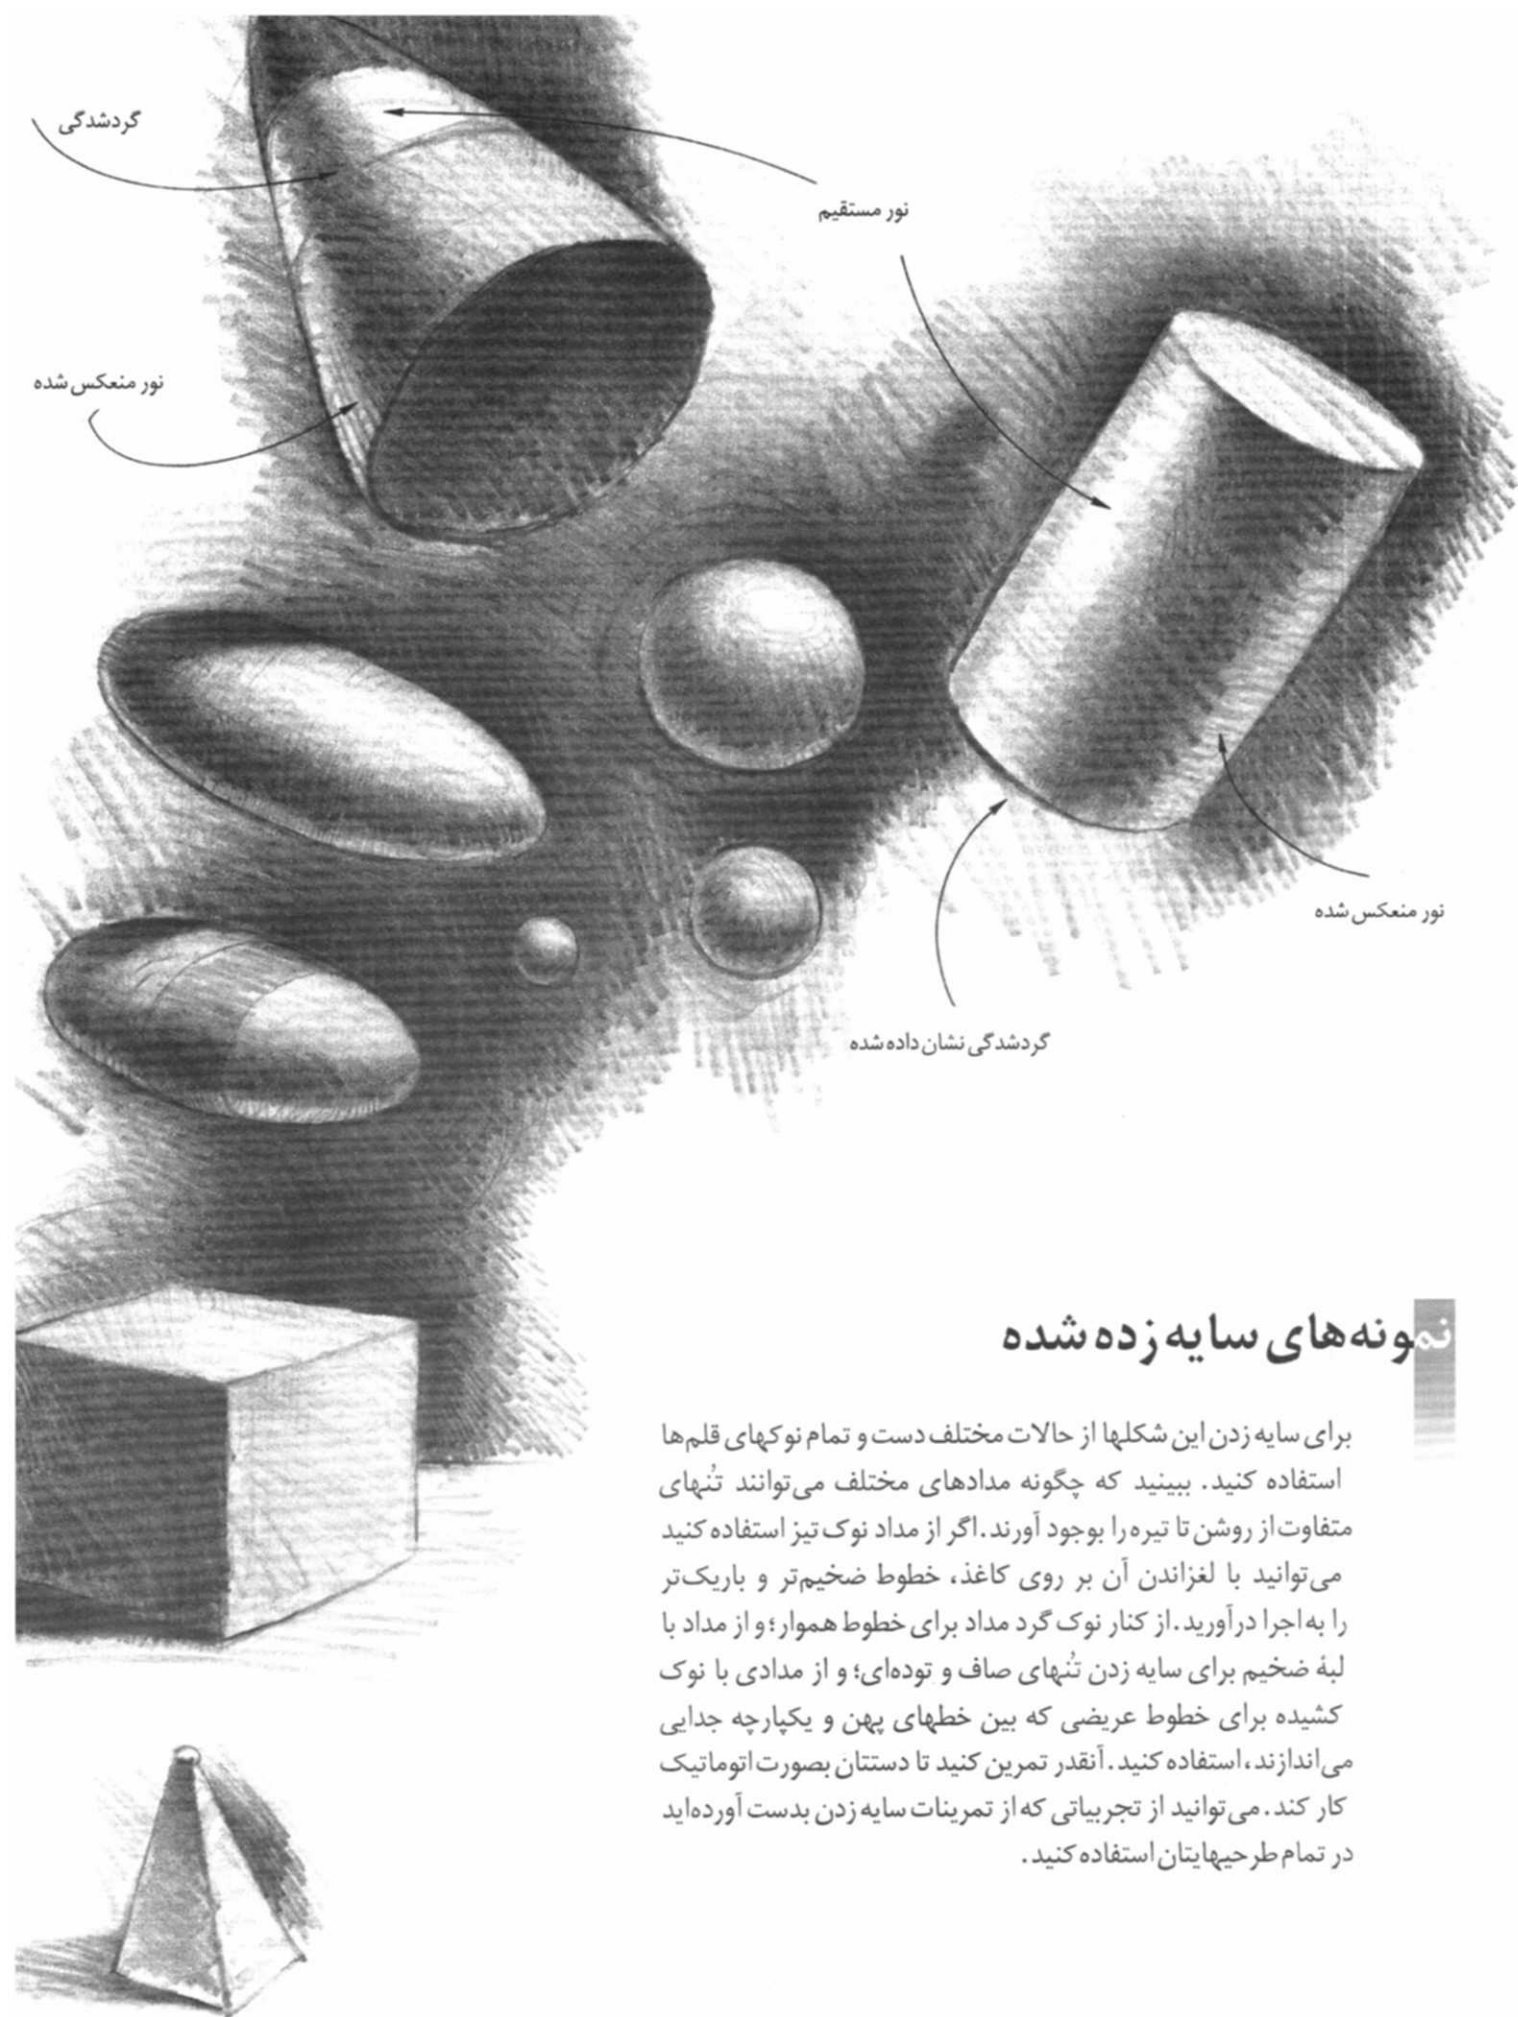 گردشدگی
نور مستقیم
نور منعکس شده
نور منعکس شده
گردشدگی نشان داده شده
نمونه‌های سایه زده شده
برای سایه زدن این شکلها از حالات مختلف دست و تمام نوکهای قلم‌ها
استفاده کنید. ببینید که چگونه مدادهای مختلف می‌توانند تُنهای
متفاوت از روشن تا تیره را بوجود آورند. اگر از مداد نوک تیز استفاده کنید
می‌توانید با لغزاندن آن بر روی کاغذ، خطوط ضخیم‌تر و باریک‌تر
را به اجرا درآورید. از کنار نوک گرد مداد برای خطوط هموار؛ و از مداد با
لبهٔ ضخیم برای سایه زدن تُنهای صاف و توده‌ای؛ و از مدادی با نوک
کشیده برای خطوط عریضی که بین خطهای پهن و یکپارچه جدایی
می‌اندازند، استفاده کنید. آنقدر تمرین کنید تا دستتان بصورت اتوماتیک
کار کند. می‌توانید از تجربیاتی که از تمرینات سایه زدن بدست آورده‌اید
در تمام طرحیهایتان استفاده کنید.